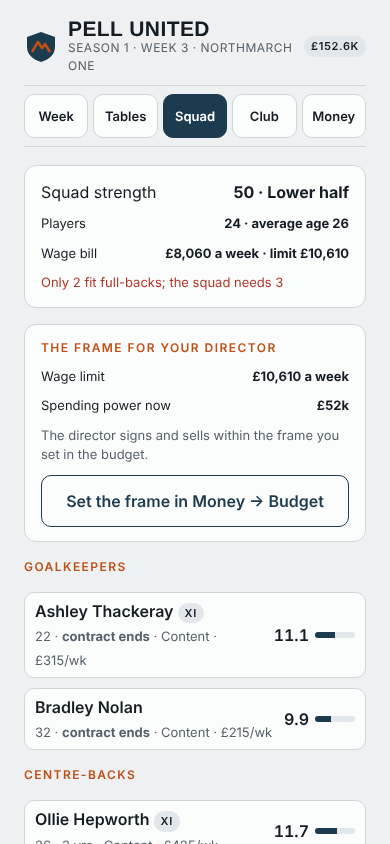 PELL UNITED
SEASON 1 · WEEK 3 · NORTHMARCH
ONE
£152.6K
Week
Tables
Squad
Club
Money
Squad strength
50 · Lower half
Players
24 · average age 26
Wage bill
£8,060 a week · limit £10,610
Only 2 fit full-backs; the squad needs 3
THE FRAME FOR YOUR DIRECTOR
Wage limit
£10,610 a week
Spending power now
£52k
The director signs and sells within the frame you
set in the budget.
Set the frame in Money → Budget
GOALKEEPERS
Ashley Thackeray XI
22 · contract ends · Content ·
£315/wk
11.1
Bradley Nolan
32 · contract ends · Content · £215/wk
9.9
CENTRE-BACKS
Ollie Hepworth XI
11.7